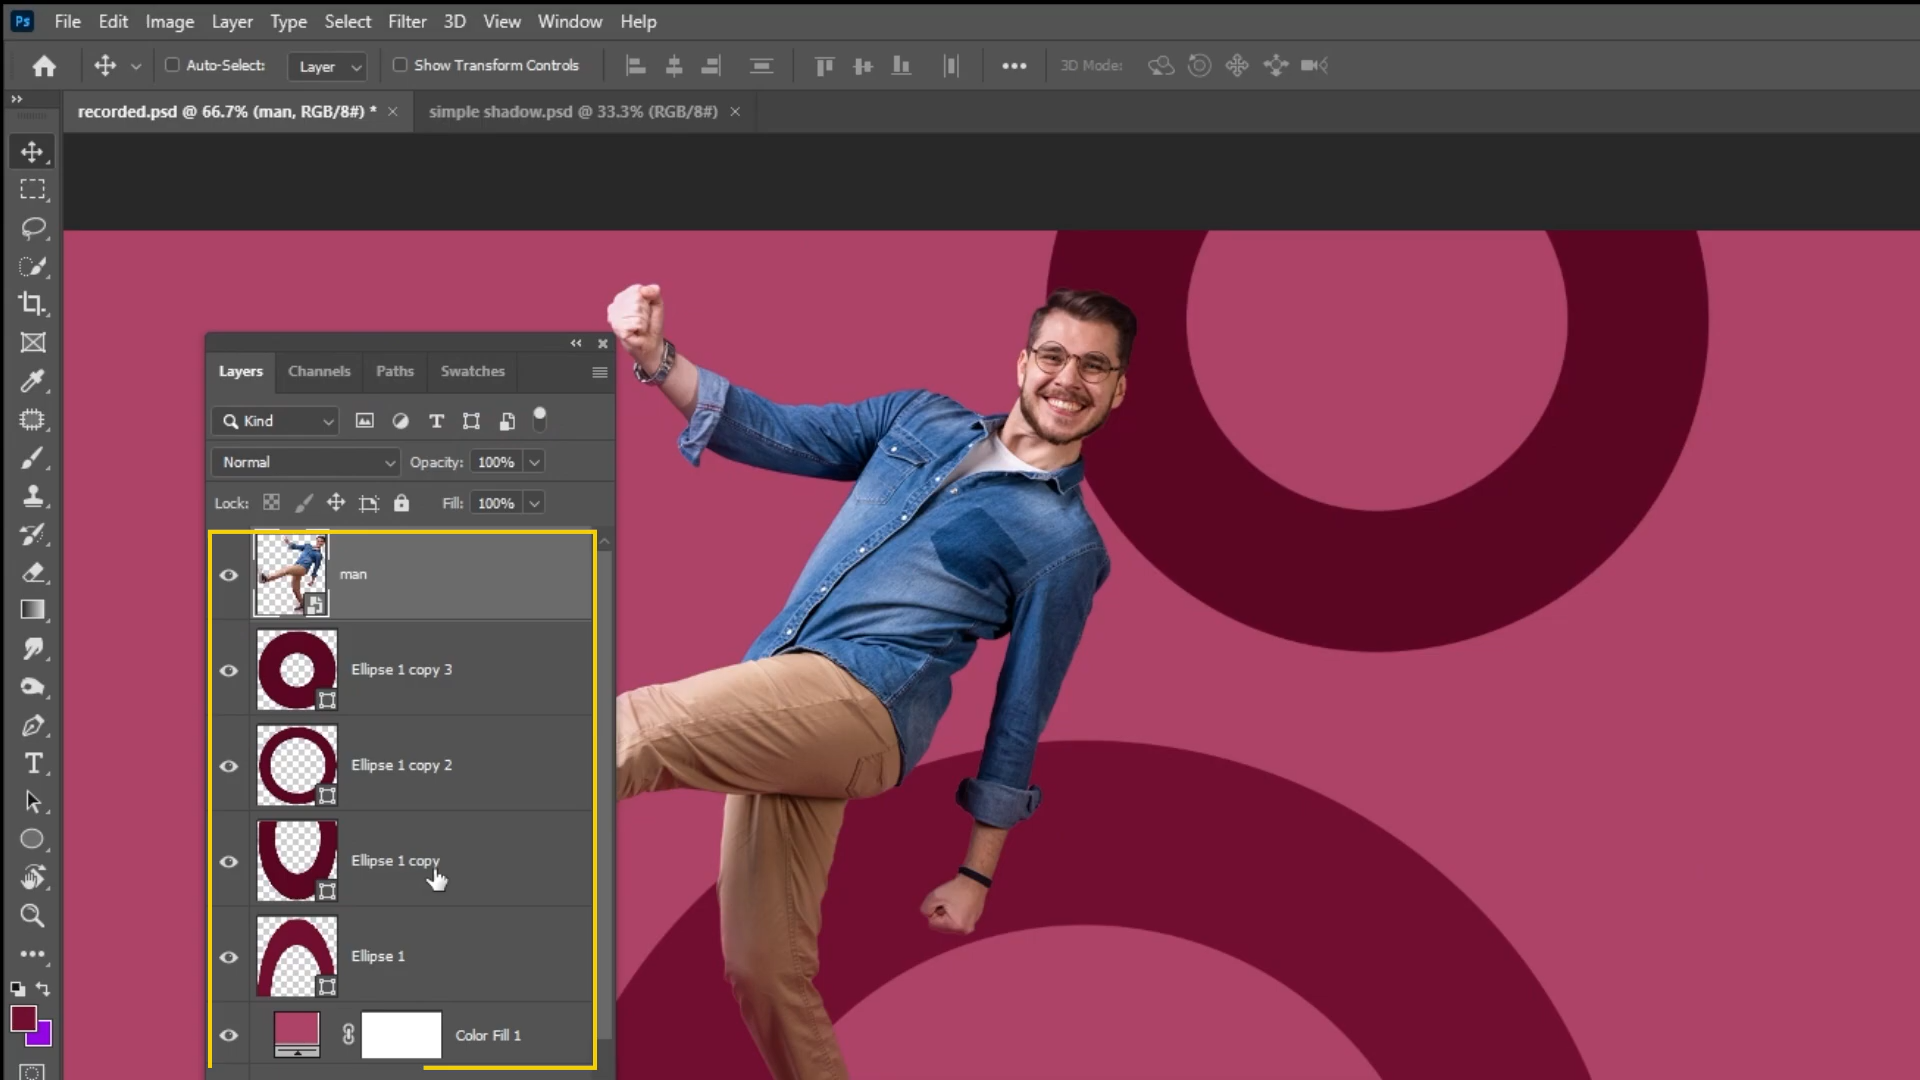 Ps File Edit Image Layer Type Select Filter 3D View Window Help
Auto-Select: Layer Show Transform Controls 3D Mode:
recorded.psd @ 66.7% (man, RGB/8#) * simple shadow.psd @ 33.3% (RGB/8#)
Layers Channels Paths Swatches
Kind
Normal Opacity: 100%
Lock: Fill: 100%
man
Ellipse 1 copy 3
Ellipse 1 copy 2
Ellipse 1 copy
Ellipse 1
Color Fill 1